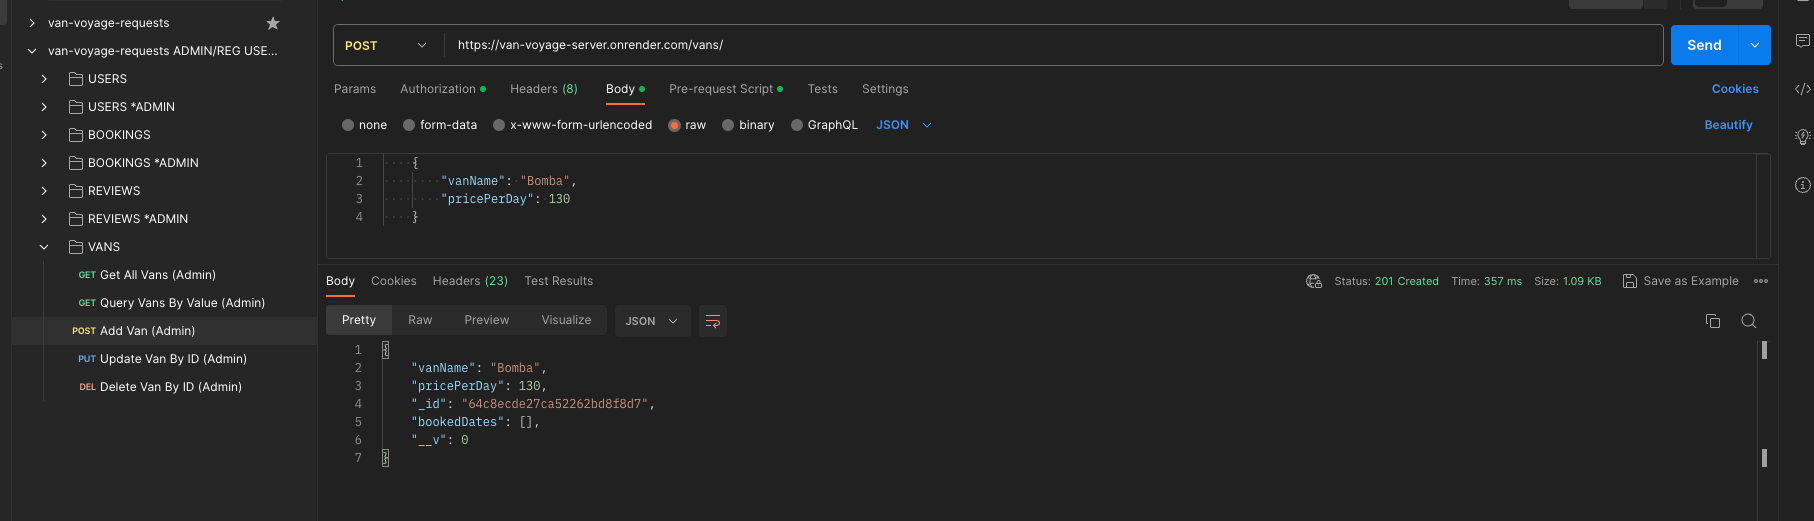 van-voyage-requests
van-voyage-requests ADMIN/REG USE...
USERS
USERS *ADMIN
BOOKINGS
BOOKINGS *ADMIN
REVIEWS
REVIEWS *ADMIN
VANS
GET Get All Vans (Admin)
GET Query Vans By Value (Admin)
POST Add Van (Admin)
PUT Update Van By ID (Admin)
DEL Delete Van By ID (Admin)
POST https://van-voyage-server.onrender.com/vans/ Send
Params Authorization Headers (8) Body Pre-request Script Tests Settings Cookies
none form-data x-www-form-urlencoded raw binary GraphQL JSON Beautify
1 {
2 "vanName": "Bomba",
3 "pricePerDay": 130
4 }
Body Cookies Headers (23) Test Results Status: 201 Created Time: 357 ms Size: 1.09 KB Save as Example
Pretty Raw Preview Visualize JSON
1 {
2 "vanName": "Bomba",
3 "pricePerDay": 130,
4 "_id": "64c8ecde27ca52262bd8f8d7",
5 "bookedDates": [],
6 "__v": 0
7 }